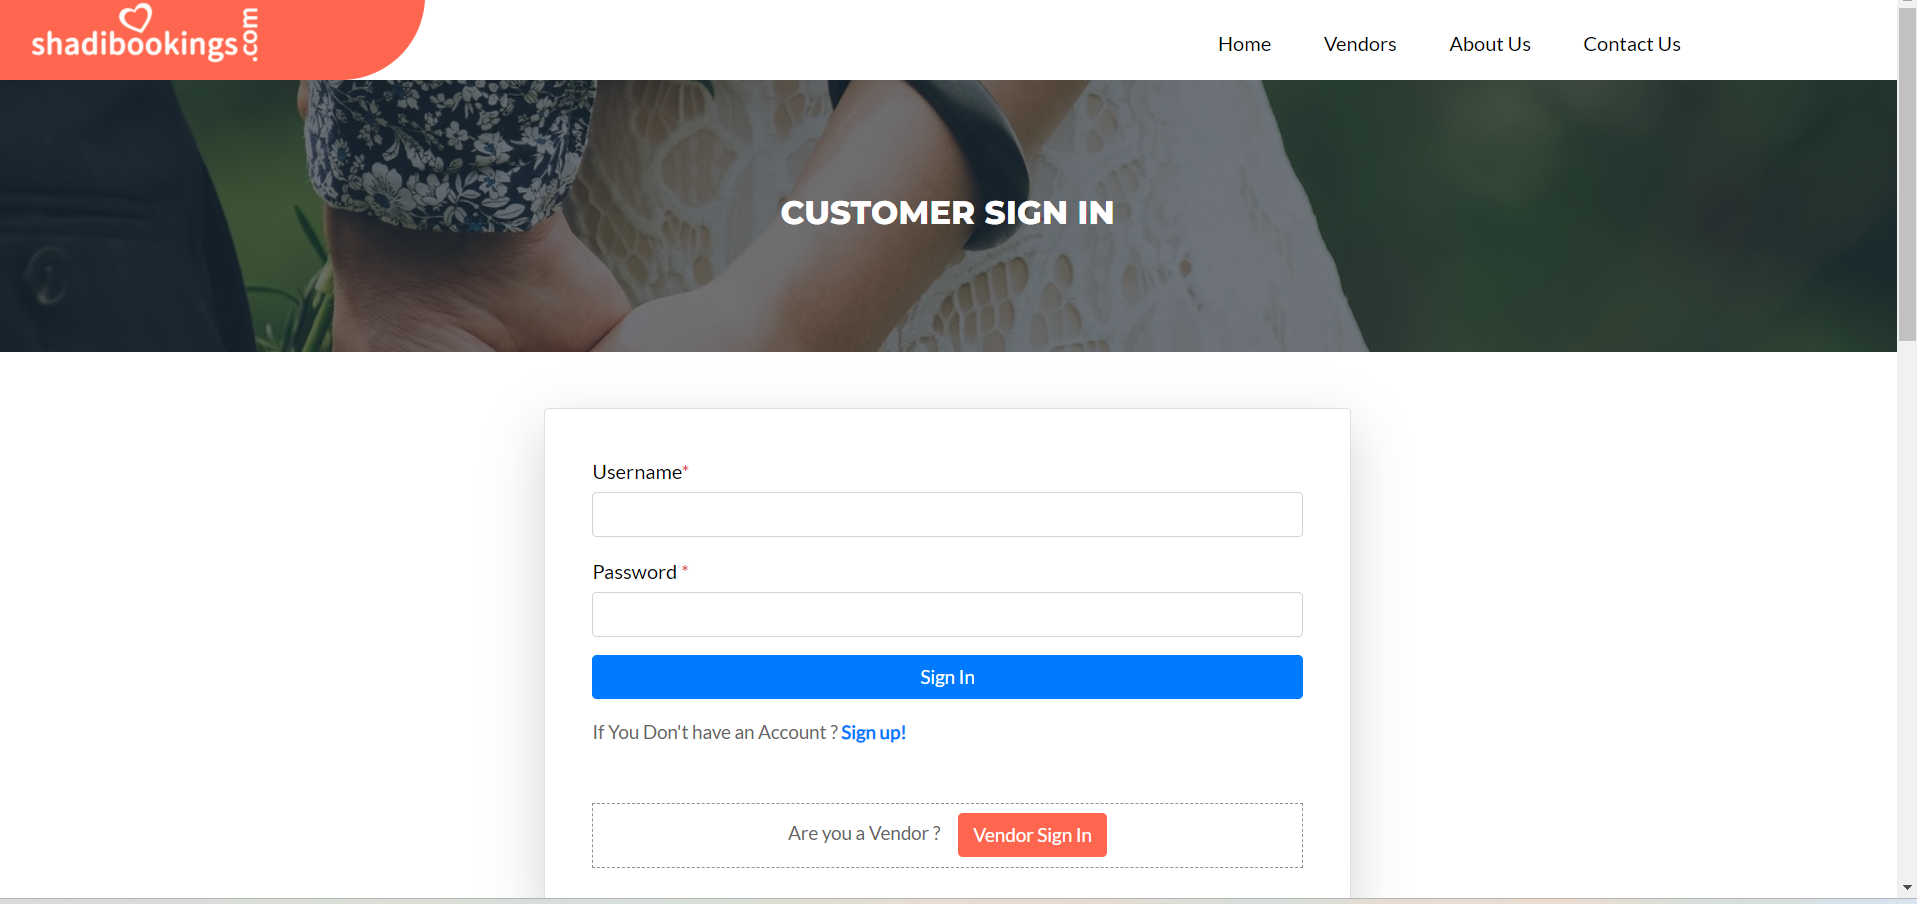 shadibookings.com
Home Vendors About Us Contact Us
CUSTOMER SIGN IN
Username*
Password *
Sign In
If You Don't have an Account ? Sign up!
Are you a Vendor ? Vendor Sign In